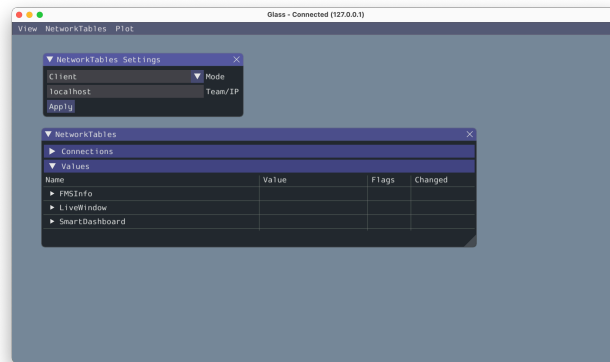 Glass - Connected (127.0.0.1)
View NetworkTables Plot
NetworkTables Settings
Client Mode
localhost Team/IP
Apply
NetworkTables
Connections
Values
Name Value Flags Changed
FMSInfo
LiveWindow
SmartDashboard